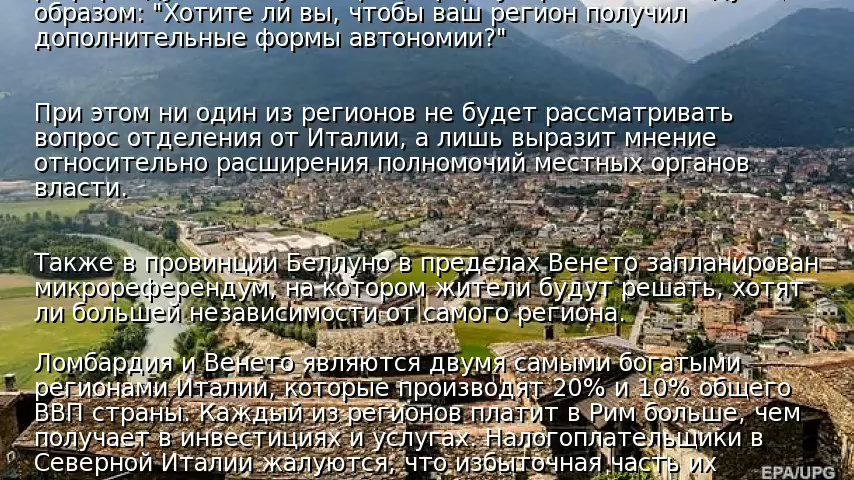 образом: "Хотите ли вы, чтобы ваш регион получил
дополнительные формы автономии?"
При этом ни один из регионов не будет рассматривать
вопрос отделения от Италии, а лишь выразит мнение
относительно расширения полномочий местных органов
власти.
Также в провинции Беллуно в пределах Венето запланирован
микрореферендум, на котором жители будут решать, хотят
ли большей независимости от самого региона.
Ломбардия и Венето являются двумя самыми богатыми
регионами Италии, которые производят 20% и 10% общего
ВВП страны. Каждый из регионов платит в Рим больше, чем
получает в инвестициях и услугах. Налогоплательщики в
Северной Италии жалуются, что избыточная часть их
EPA/UPG